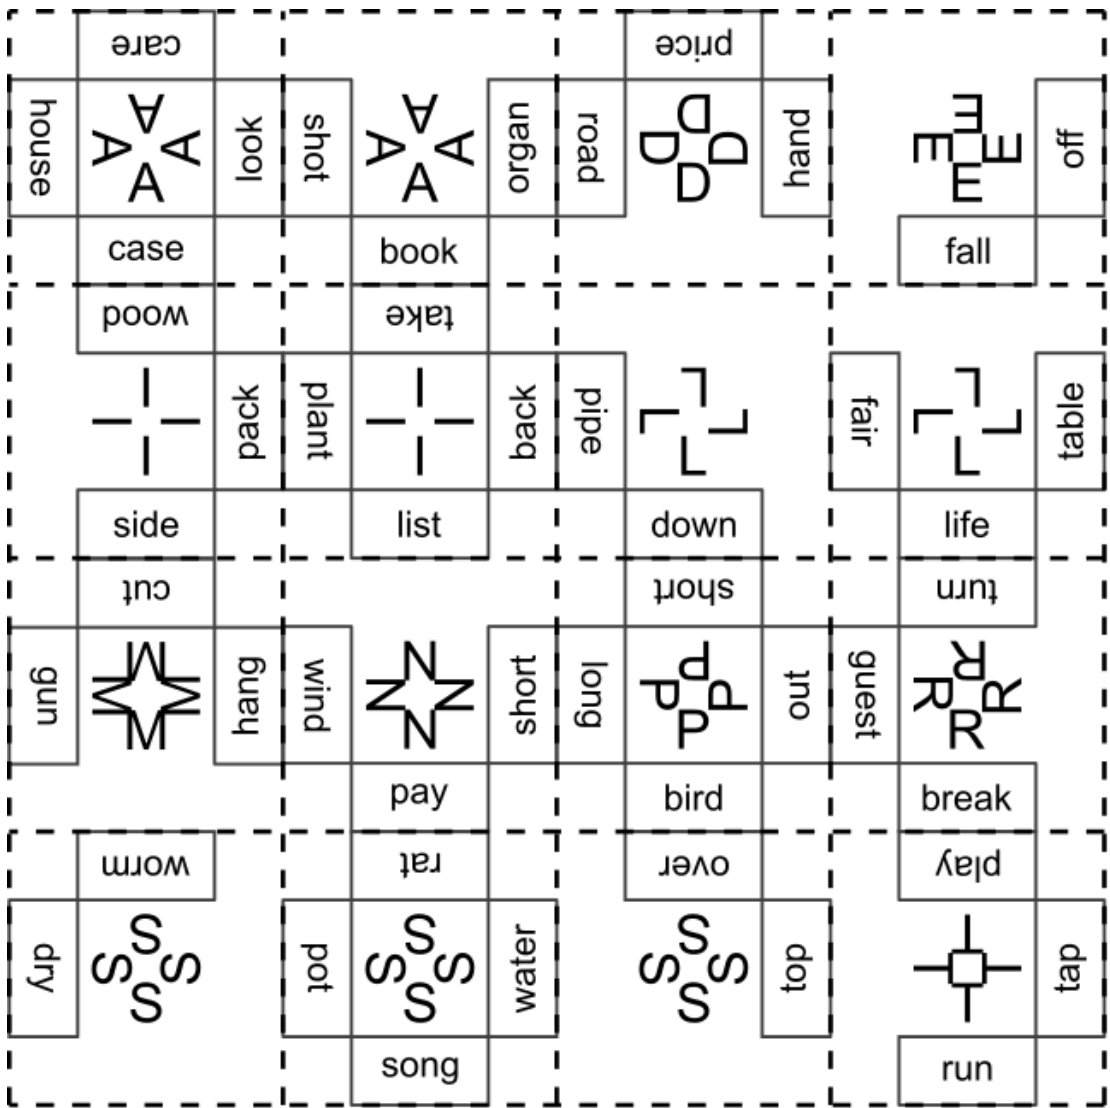 care price
house A A A A look shot A A A A organ road D D D D hand E E E E off
case book fall
wood take
I I I I pack plant I I I I back pipe L L L L fair L L L L table
side list down life
cut short turn
gun M M M M hang wind N N N N short long P P P P out guest R R R R
pay bird break
worm rat over play
dry S S S S pot S S S S water S S S S top T T T T tap
song run